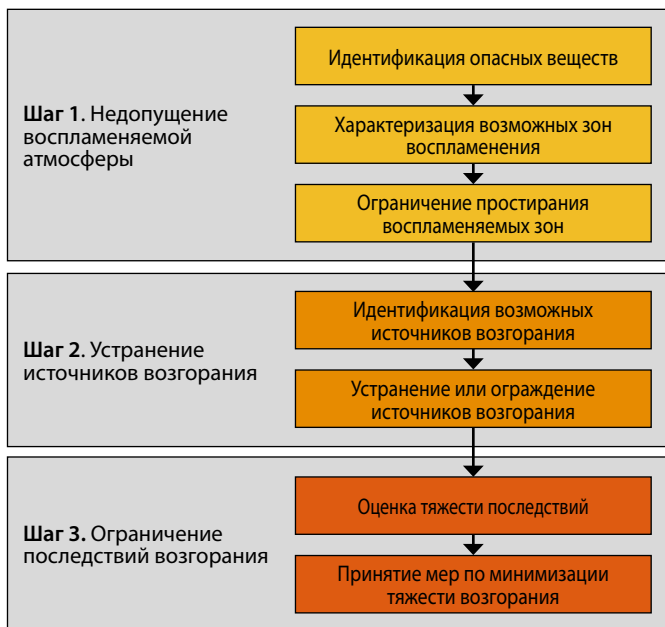 Шаг 1. Недопущение
воспламеняемой
атмосферы
Идентификация опасных веществ
Характеризация возможных зон
воспламенения
Ограничение простирания
воспламеняемых зон
Шаг 2. Устранение
источников возгорания
Идентификация возможных
источников возгорания
Устранение или ограждение
источников возгорания
Шаг 3. Ограничение
последствий возгорания
Оценка тяжести последствий
Принятие мер по минимизации
тяжести возгорания